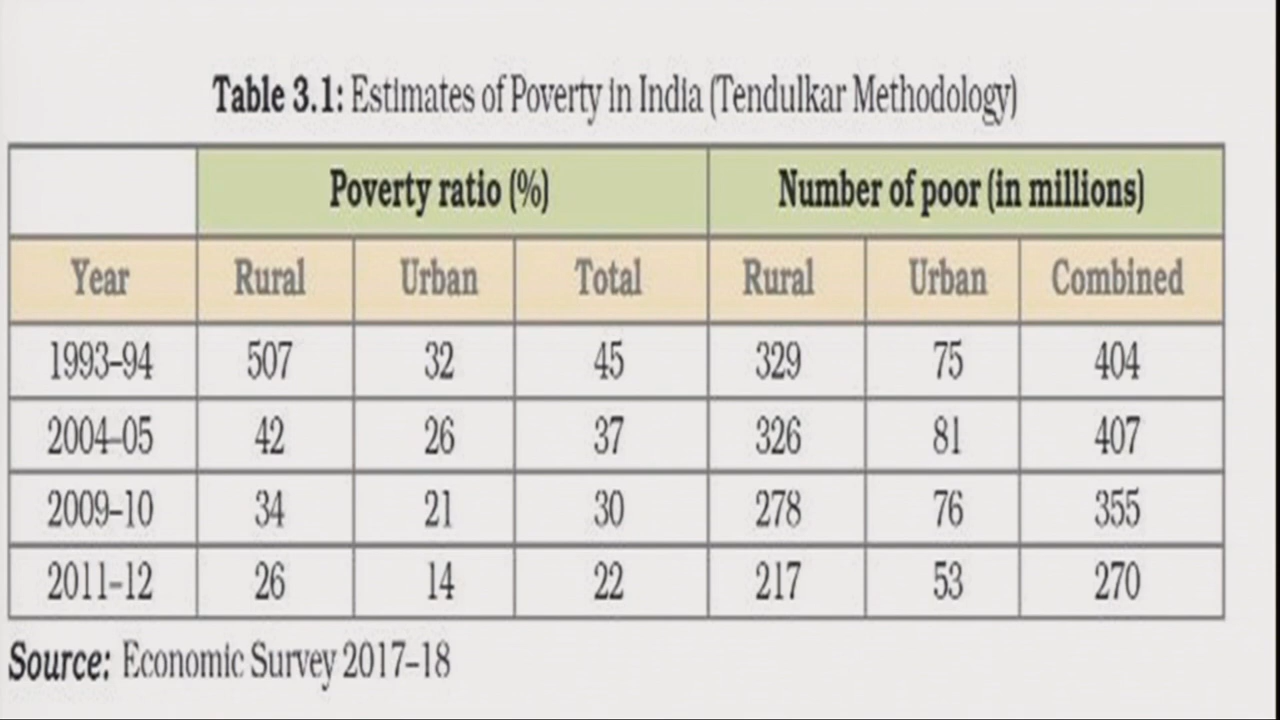 Table 3.1: Estimates of Poverty in India (Tendulkar Methodology)
Poverty ratio (%) Number of poor (in millions)
Year Rural Urban Total Rural Urban Combined
1993–94 507 32 45 329 75 404
2004–05 42 26 37 326 81 407
2009–10 34 21 30 278 76 355
2011–12 26 14 22 217 53 270
Source: Economic Survey 2017–18